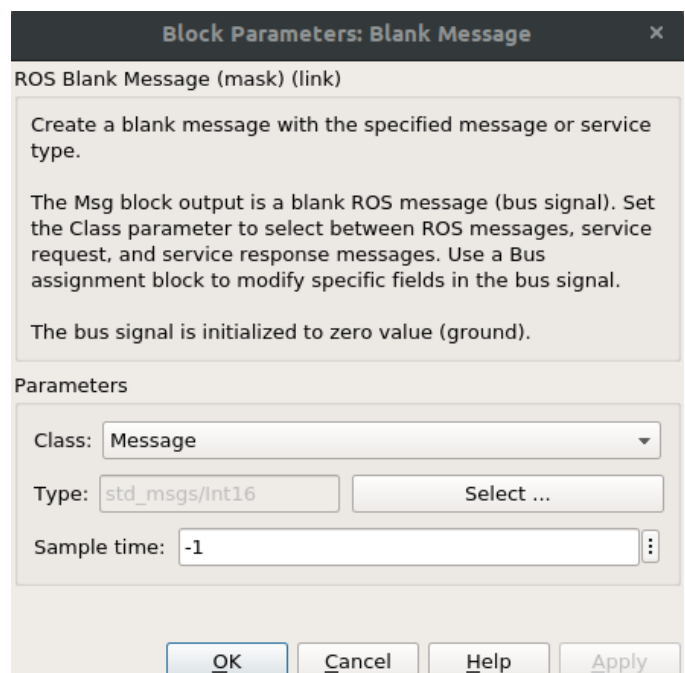 Block Parameters: Blank Message
ROS Blank Message (mask) (link)
Create a blank message with the specified message or service
type.
The Msg block output is a blank ROS message (bus signal). Set
the Class parameter to select between ROS messages, service
request, and service response messages. Use a Bus
assignment block to modify specific fields in the bus signal.
The bus signal is initialized to zero value (ground).
Parameters
Class: Message
Type: std_msgs/Int16 Select ...
Sample time: -1
OK Cancel Help Apply